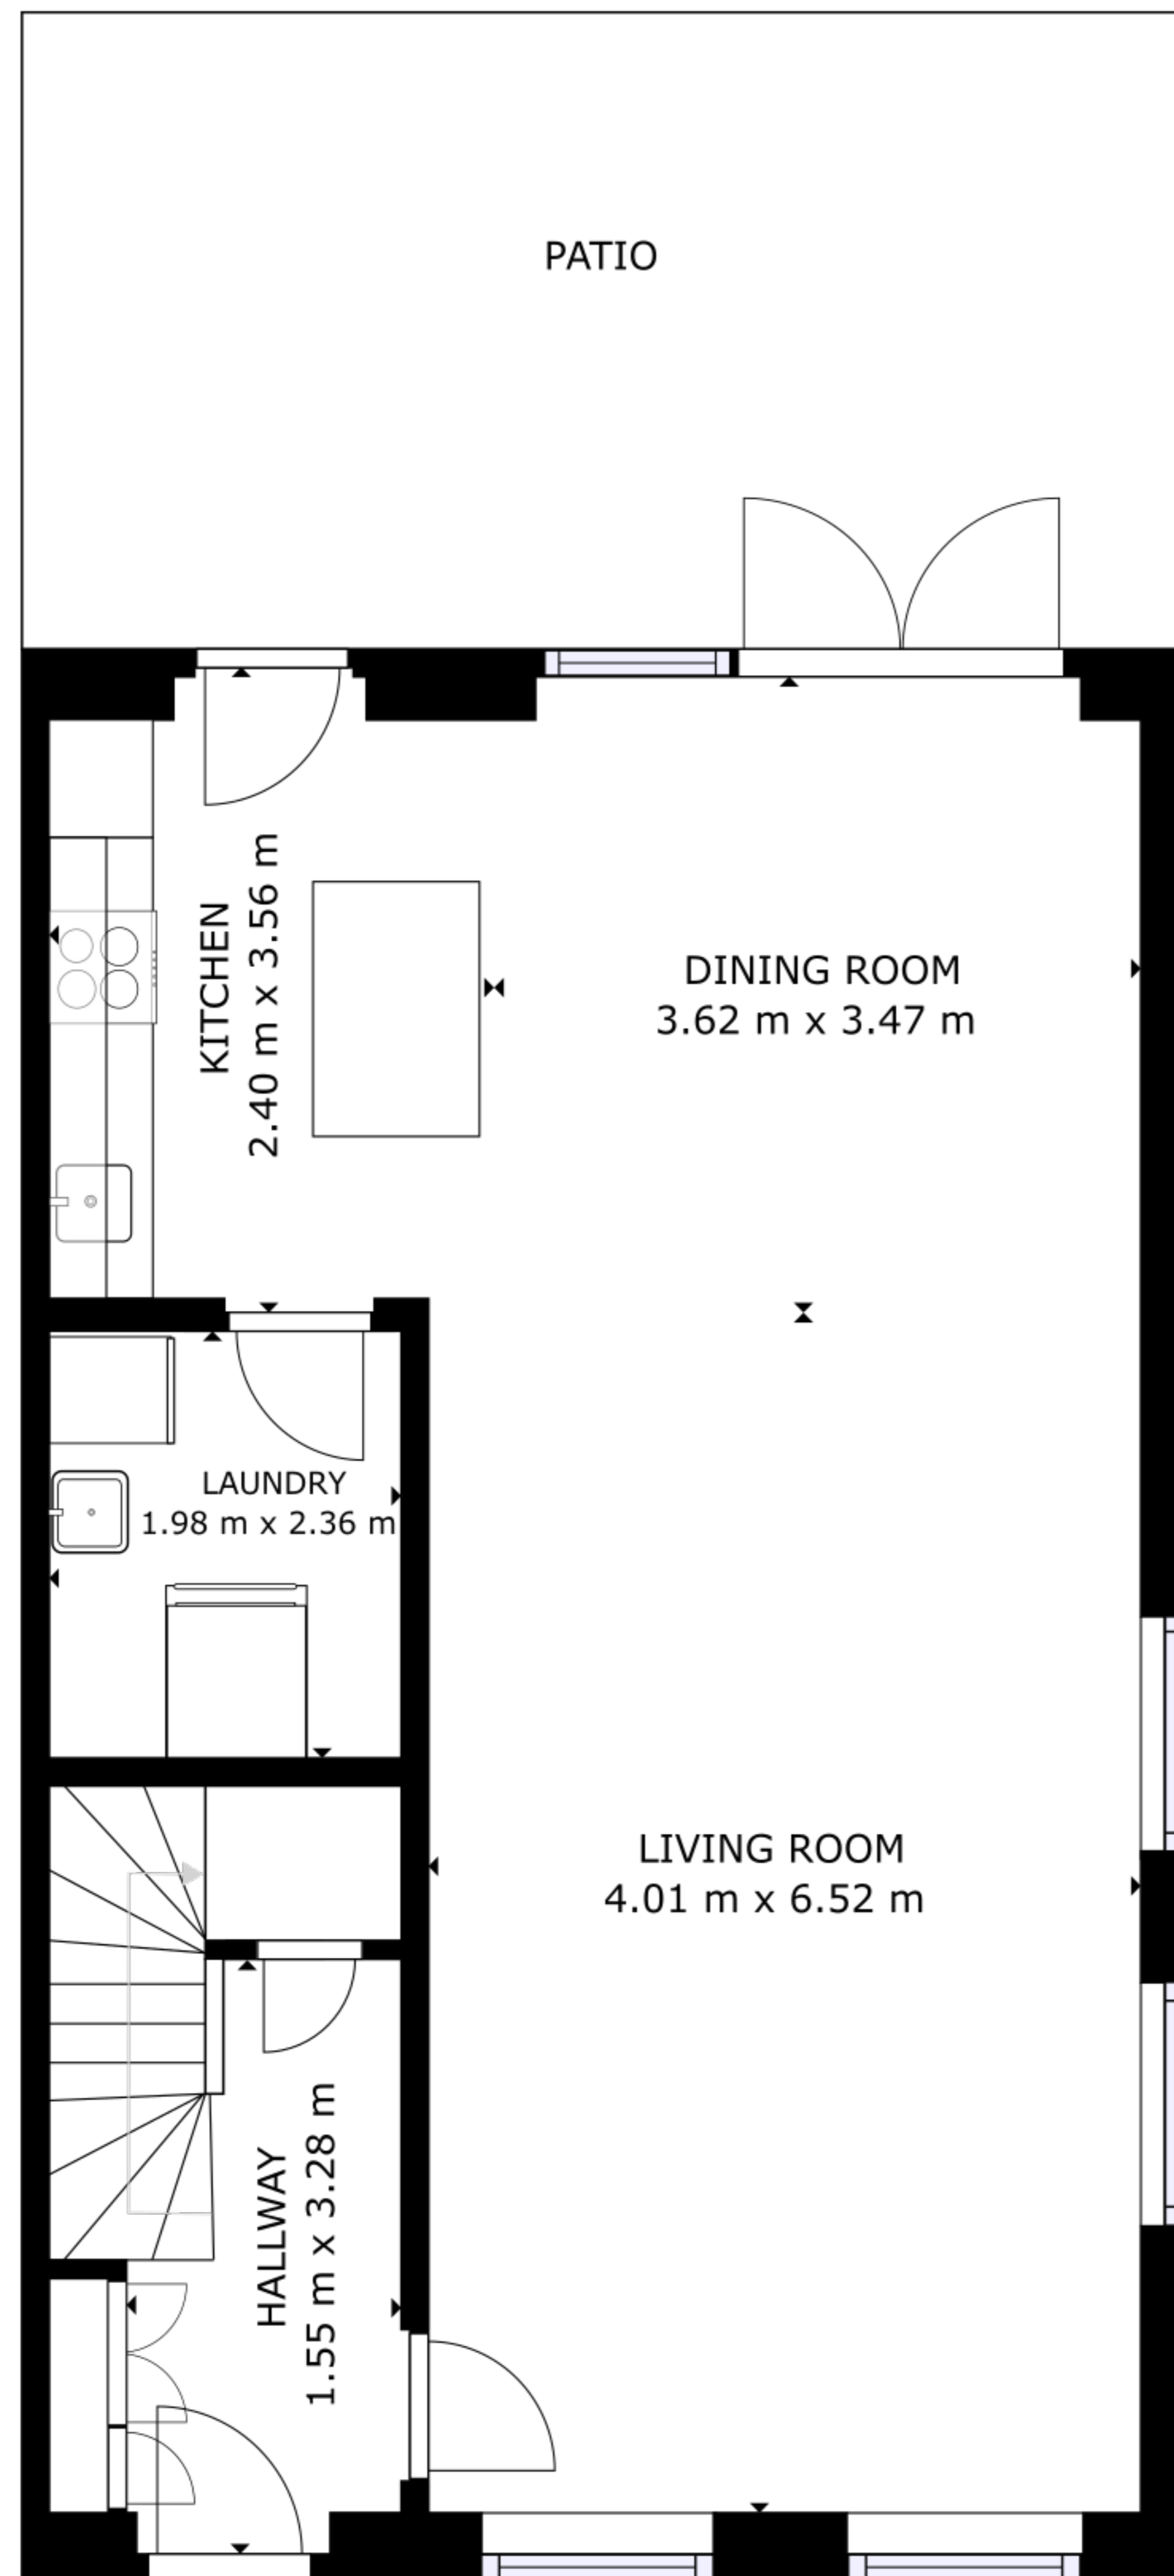 PATIO
KITCHEN
2.40 m x 3.56 m
DINING ROOM
3.62 m x 3.47 m
LAUNDRY
1.98 m x 2.36 m
LIVING ROOM
4.01 m x 6.52 m
HALLWAY
1.55 m x 3.28 m